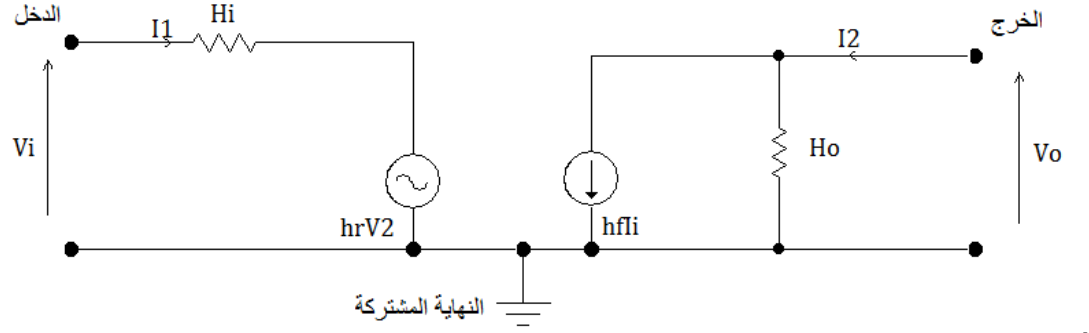 الدخل
I1
Hi
الخرج
I2
Vi
Ho
Vo
hrV2
hfIi
النهاية المشتركة